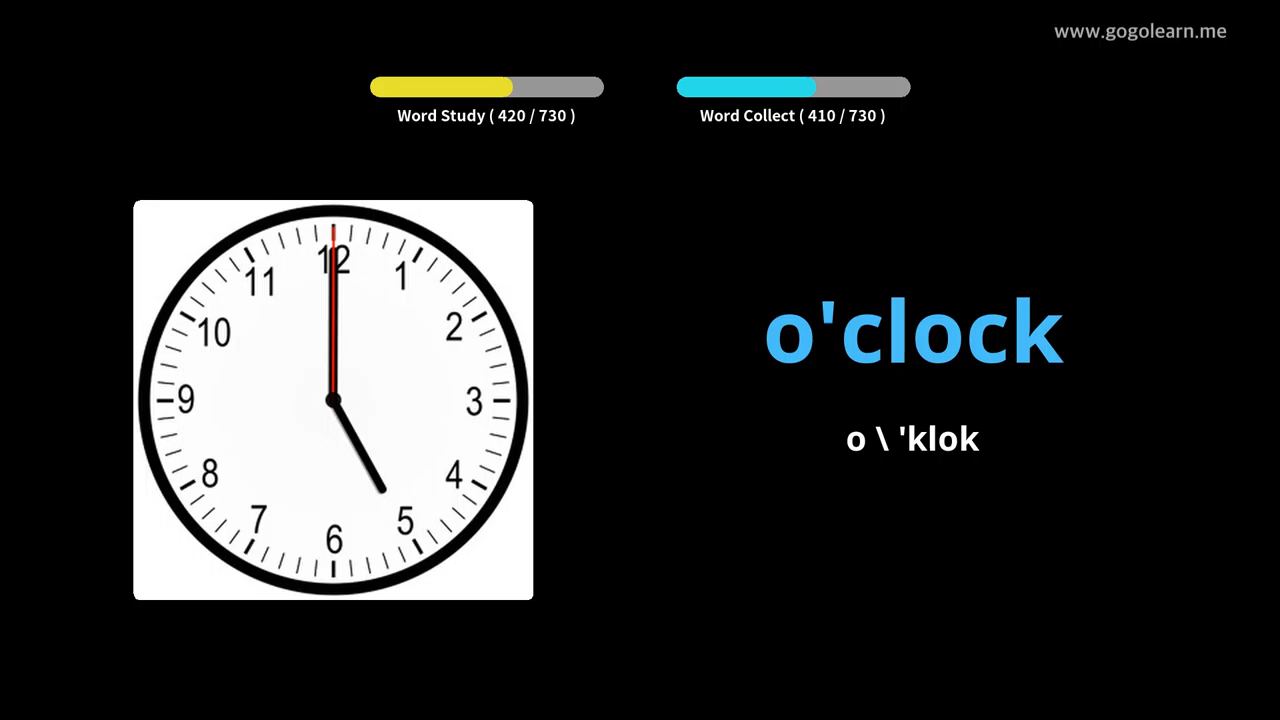 www.gogolearn.me
Word Study ( 420 / 730 )
Word Collect ( 410 / 730 )
12
11
1
10
2
9
3
8
4
7
5
6
o'clock
o \ 'klok